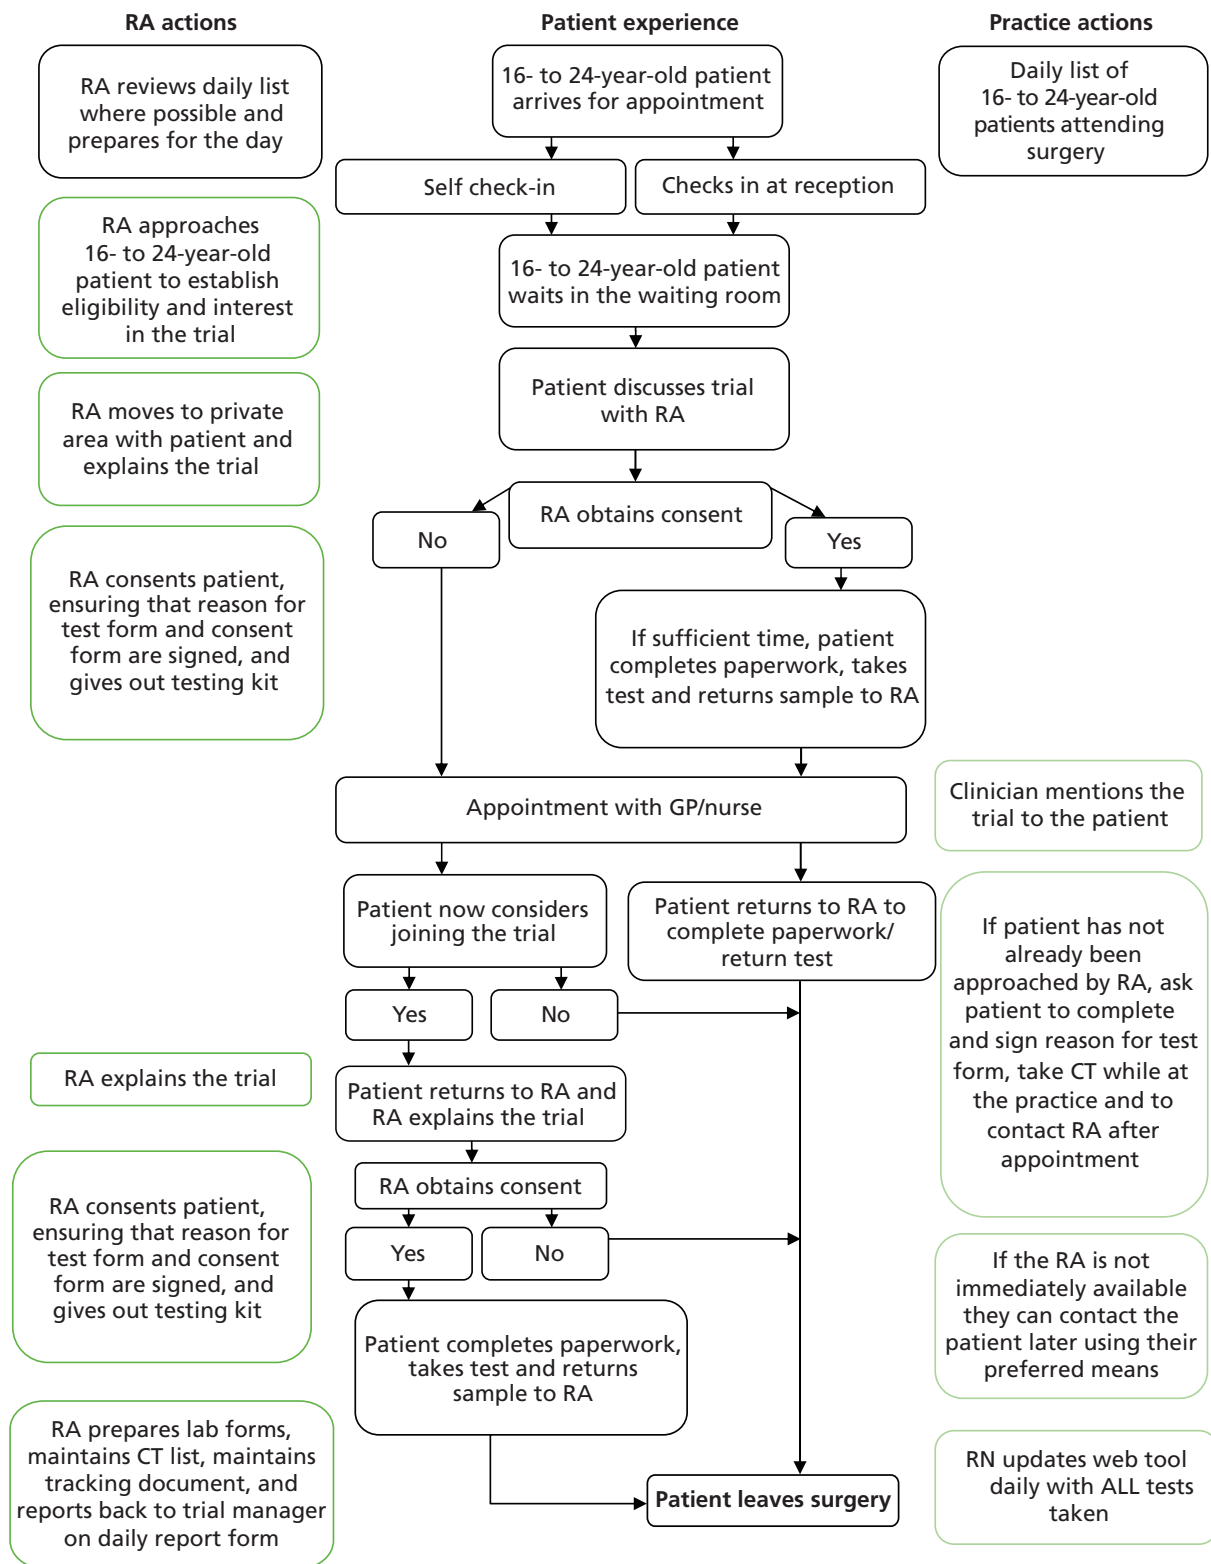 RA actions
RA reviews daily list
where possible and
prepares for the day
RA approaches
16- to 24-year-old
patient to establish
eligibility and interest
in the trial
RA moves to private
area with patient and
explains the trial
RA consents patient,
ensuring that reason for
test form and consent
form are signed, and
gives out testing kit
RA explains the trial
RA consents patient,
ensuring that reason for
test form and consent
form are signed, and
gives out testing kit
RA prepares lab forms,
maintains CT list, maintains
tracking document, and
reports back to trial manager
on daily report form
Patient experience
16- to 24-year-old patient
arrives for appointment
Self check-in
Checks in at reception
16- to 24-year-old patient
waits in the waiting room
Patient discusses trial
with RA
RA obtains consent
No
Yes
If sufficient time, patient
completes paperwork, takes
test and returns sample to RA
Appointment with GP/nurse
Patient now considers
joining the trial
Patient returns to RA to
complete paperwork/
return test
Yes
No
Patient returns to RA and
RA explains the trial
RA obtains consent
Yes
No
Patient completes paperwork,
takes test and returns
sample to RA
Patient leaves surgery
Practice actions
Daily list of
16- to 24-year-old
patients attending
surgery
Clinician mentions the
trial to the patient
If patient has not
already been
approached by RA, ask
patient to complete
and sign reason for test
form, take CT while at
the practice and to
contact RA after
appointment
If the RA is not
immediately available
they can contact the
patient later using their
preferred means
RN updates web tool
daily with ALL tests
taken